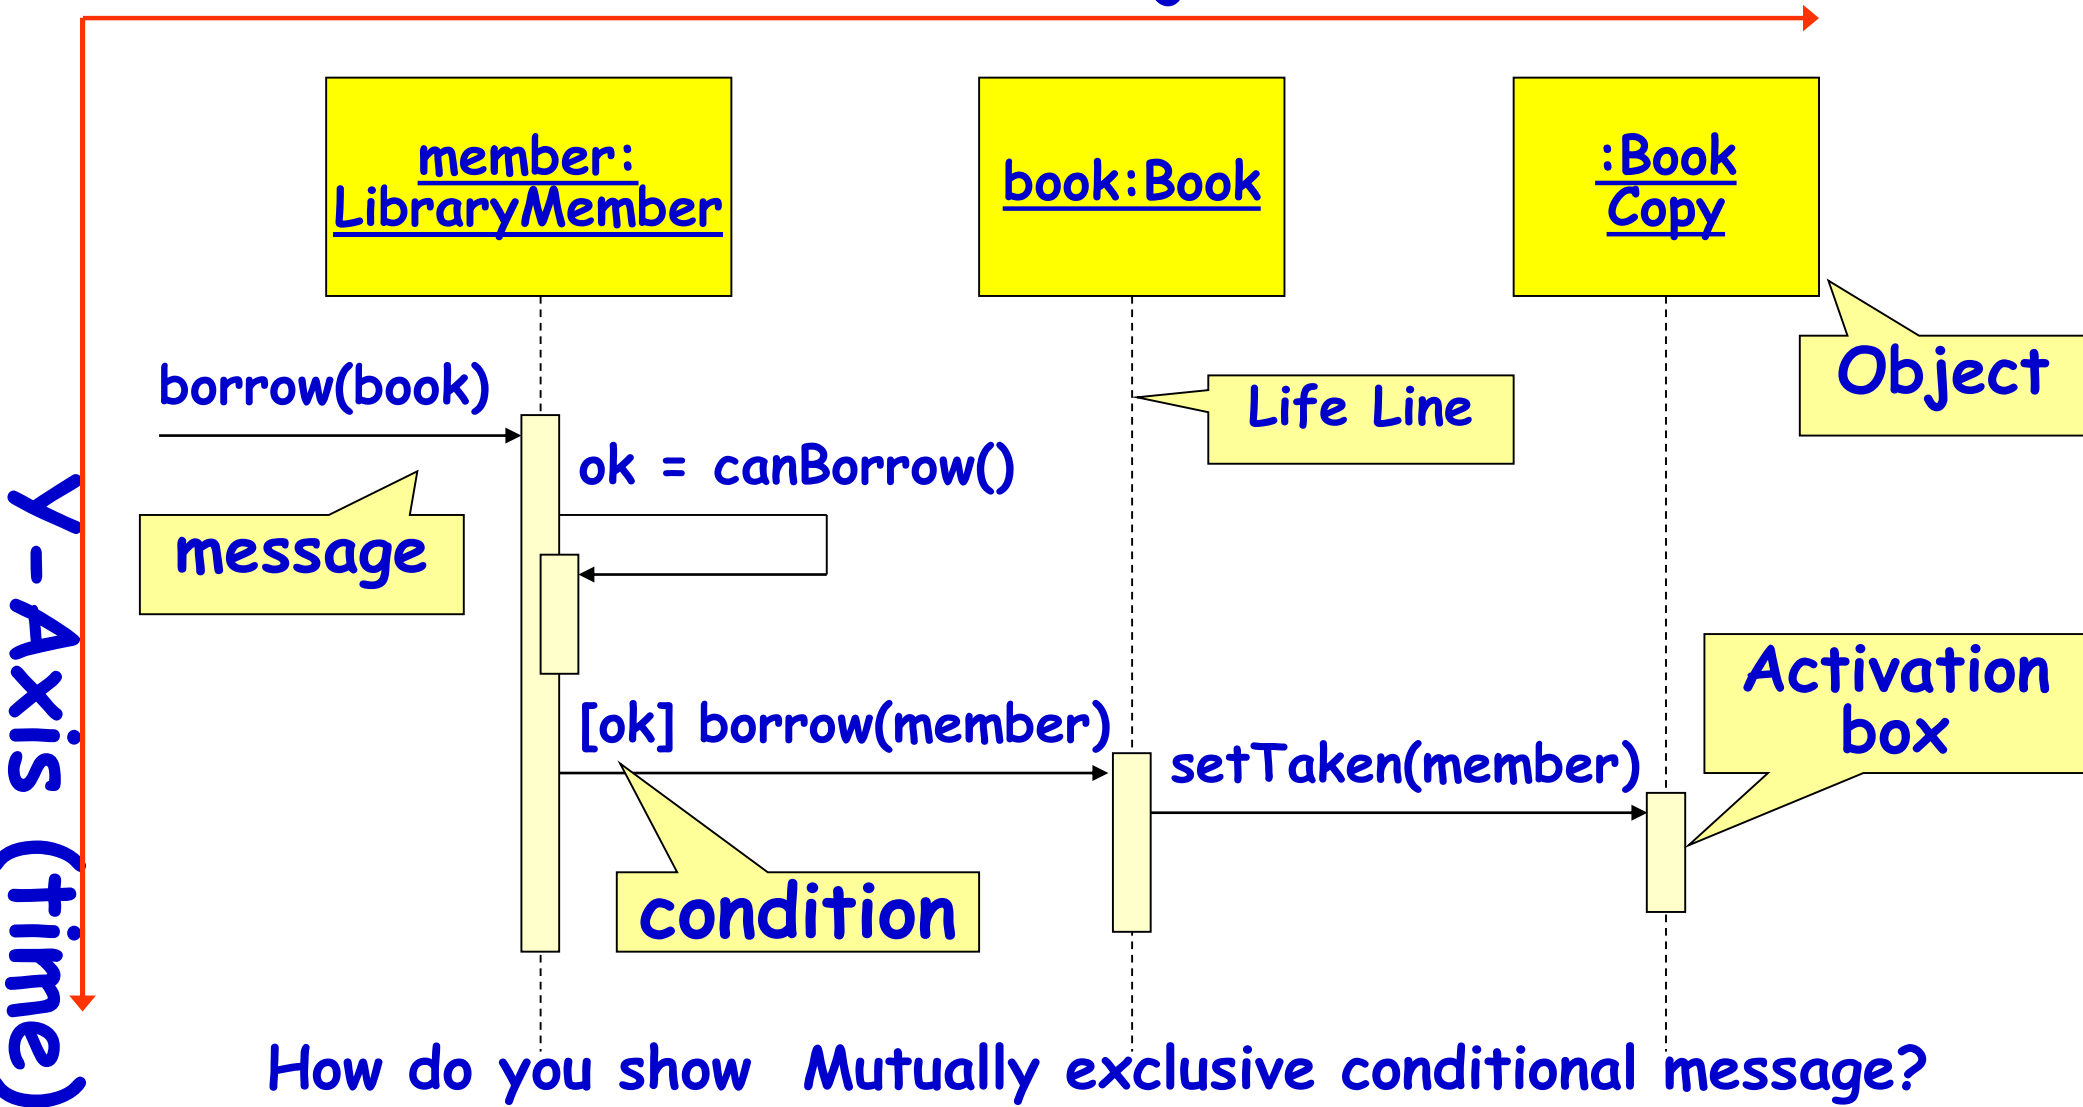 member:
LibraryMember
book:Book
:Book
Copy
Object
borrow(book)
Life Line
ok = canBorrow()
message
Y-Axis (time)
Activation
box
[ok] borrow(member)
setTaken(member)
condition
How do you show Mutually exclusive conditional message?